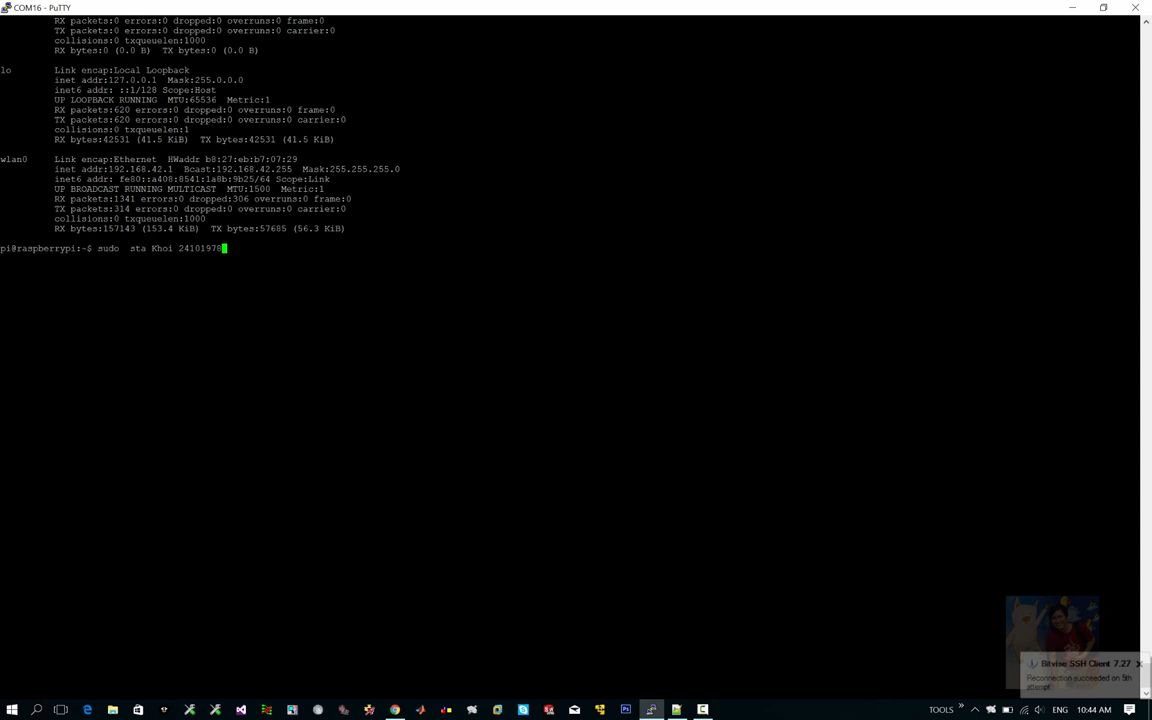 COM16 - PuTTY
RX packets:0 errors:0 dropped:0 overruns:0 frame:0
TX packets:0 errors:0 dropped:0 overruns:0 carrier:0
collisions:0 txqueuelen:1000
RX bytes:0 (0.0 B)  TX bytes:0 (0.0 B)
lo Link encap:Local Loopback
inet addr:127.0.0.1  Mask:255.0.0.0
inet6 addr: ::1/128 Scope:Host
UP LOOPBACK RUNNING  MTU:65536  Metric:1
RX packets:620 errors:0 dropped:0 overruns:0 frame:0
TX packets:620 errors:0 dropped:0 overruns:0 carrier:0
collisions:0 txqueuelen:1
RX bytes:42531 (41.5 KiB)  TX bytes:42531 (41.5 KiB)
wlan0 Link encap:Ethernet  HWaddr b8:27:eb:b7:07:29
inet addr:192.168.42.1  Bcast:192.168.42.255  Mask:255.255.255.0
inet6 addr: fe80::a408:8541:1a8b:9b25/64 Scope:Link
UP BROADCAST RUNNING MULTICAST  MTU:1500  Metric:1
RX packets:1341 errors:0 dropped:306 overruns:0 frame:0
TX packets:314 errors:0 dropped:0 overruns:0 carrier:0
collisions:0 txqueuelen:1000
RX bytes:157143 (153.4 KiB)  TX bytes:57685 (56.3 KiB)
pi@raspberrypi:~$ sudo  sta Khoi 24101978
Bitvise SSH Client 7.27
Reconnection succeeded on 5th
attempt
TOOLS » ENG 10:44 AM